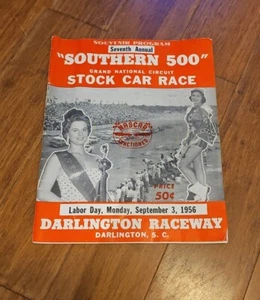 SOUVENIR PROGRAM
Seventh Annual
"SOUTHERN 500"
GRAND NATIONAL CIRCUIT
STOCK CAR RACE
NASCAR
SANCTIONED
PRICE
50¢
Labor Day, Monday, September 3, 1956
DARLINGTON RACEWAY
DARLINGTON, S. C.